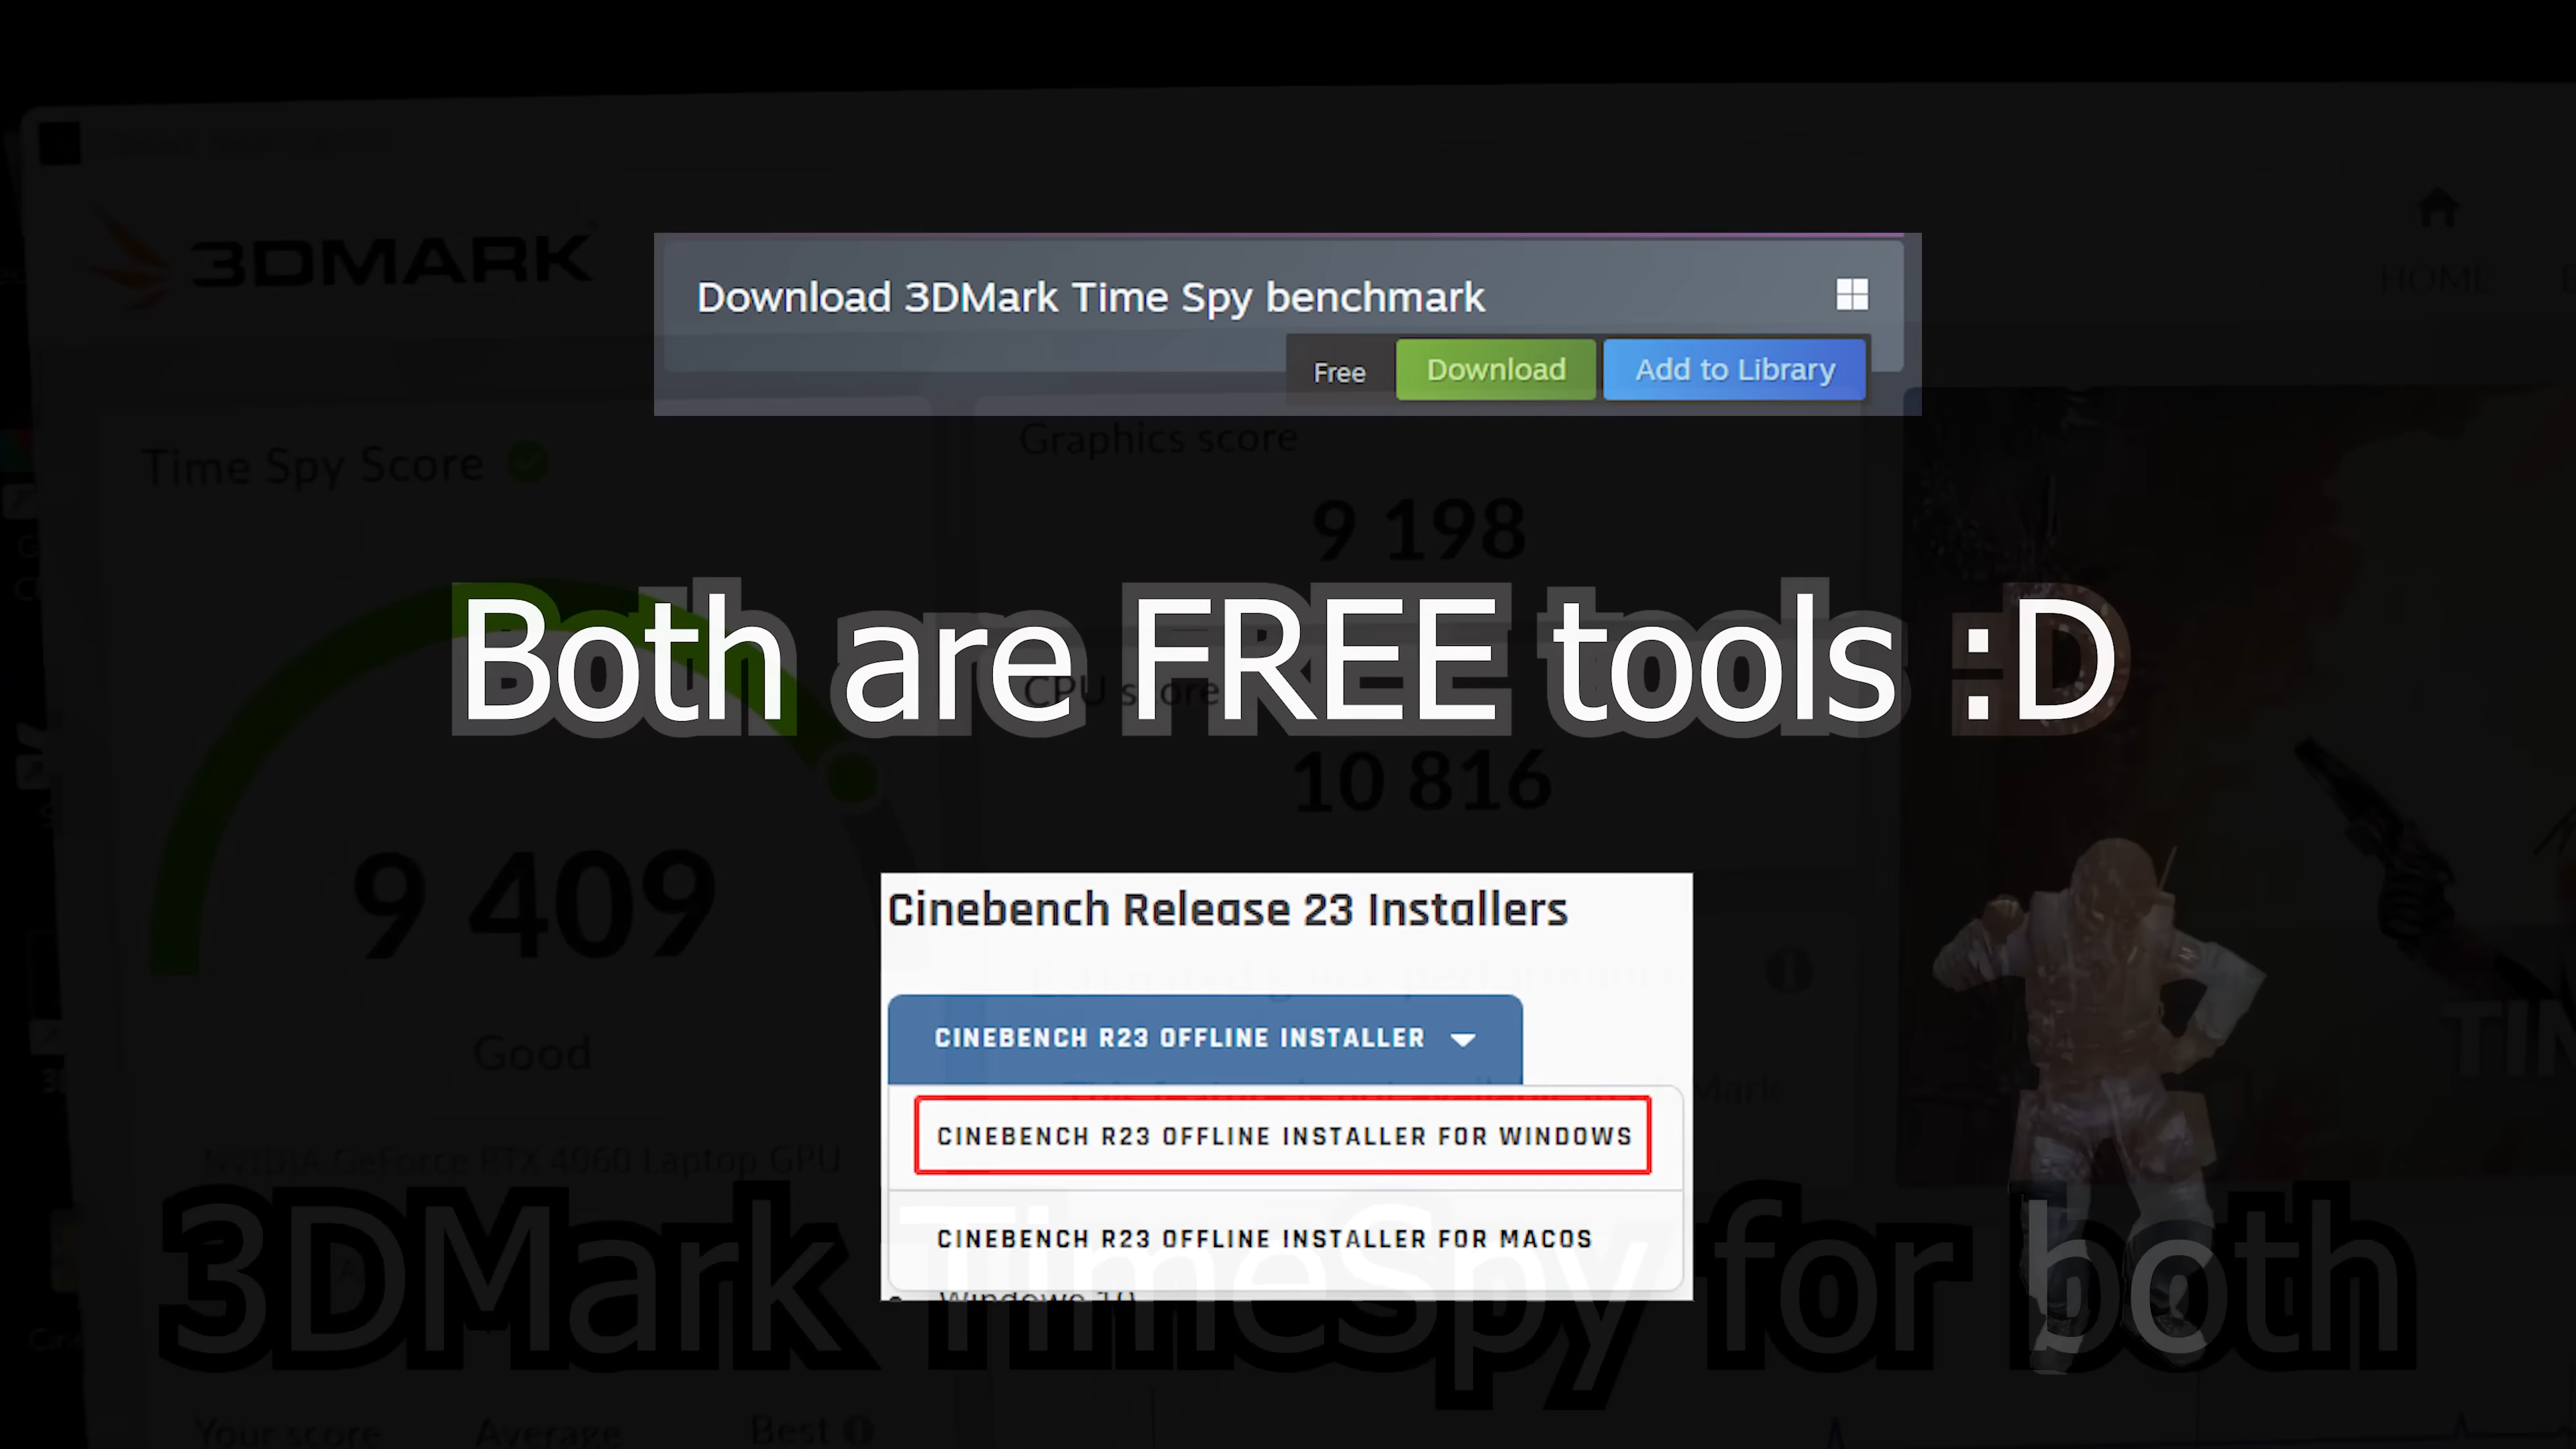 3DMARK
HOME
Download 3DMark Time Spy benchmark
Free
Download
Add to Library
Time Spy Score
Graphics score
9 198
Both are FREE tools :D
CPU score
10 816
9 409
Good
Cinebench Release 23 Installers
CINEBENCH R23 OFFLINE INSTALLER
CINEBENCH R23 OFFLINE INSTALLER FOR WINDOWS
NVIDIA GeForce RTX 4060 Laptop GPU
CINEBENCH R23 OFFLINE INSTALLER FOR MACOS
Windows 10
3DMark TimeSpy for both
Your score
Average
Best